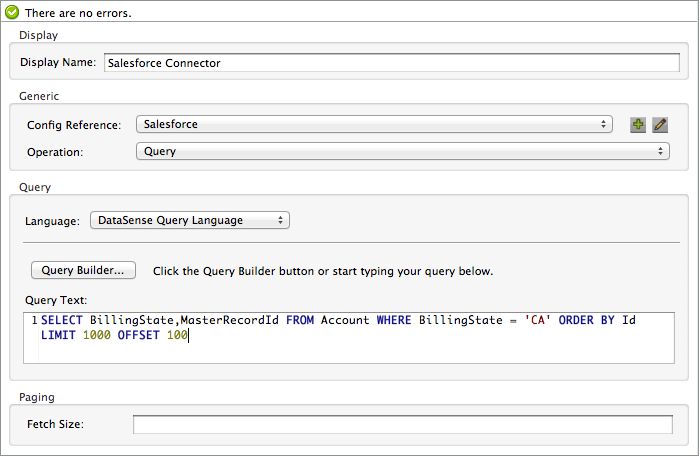 There are no errors.
Display
Display Name: Salesforce Connector
Generic
Config Reference: Salesforce
Operation: Query
Query
Language: DataSense Query Language
Query Builder... Click the Query Builder button or start typing your query below.
Query Text:
1 SELECT BillingState,MasterRecordId FROM Account WHERE BillingState = 'CA' ORDER BY Id
LIMIT 1000 OFFSET 100
Paging
Fetch Size: